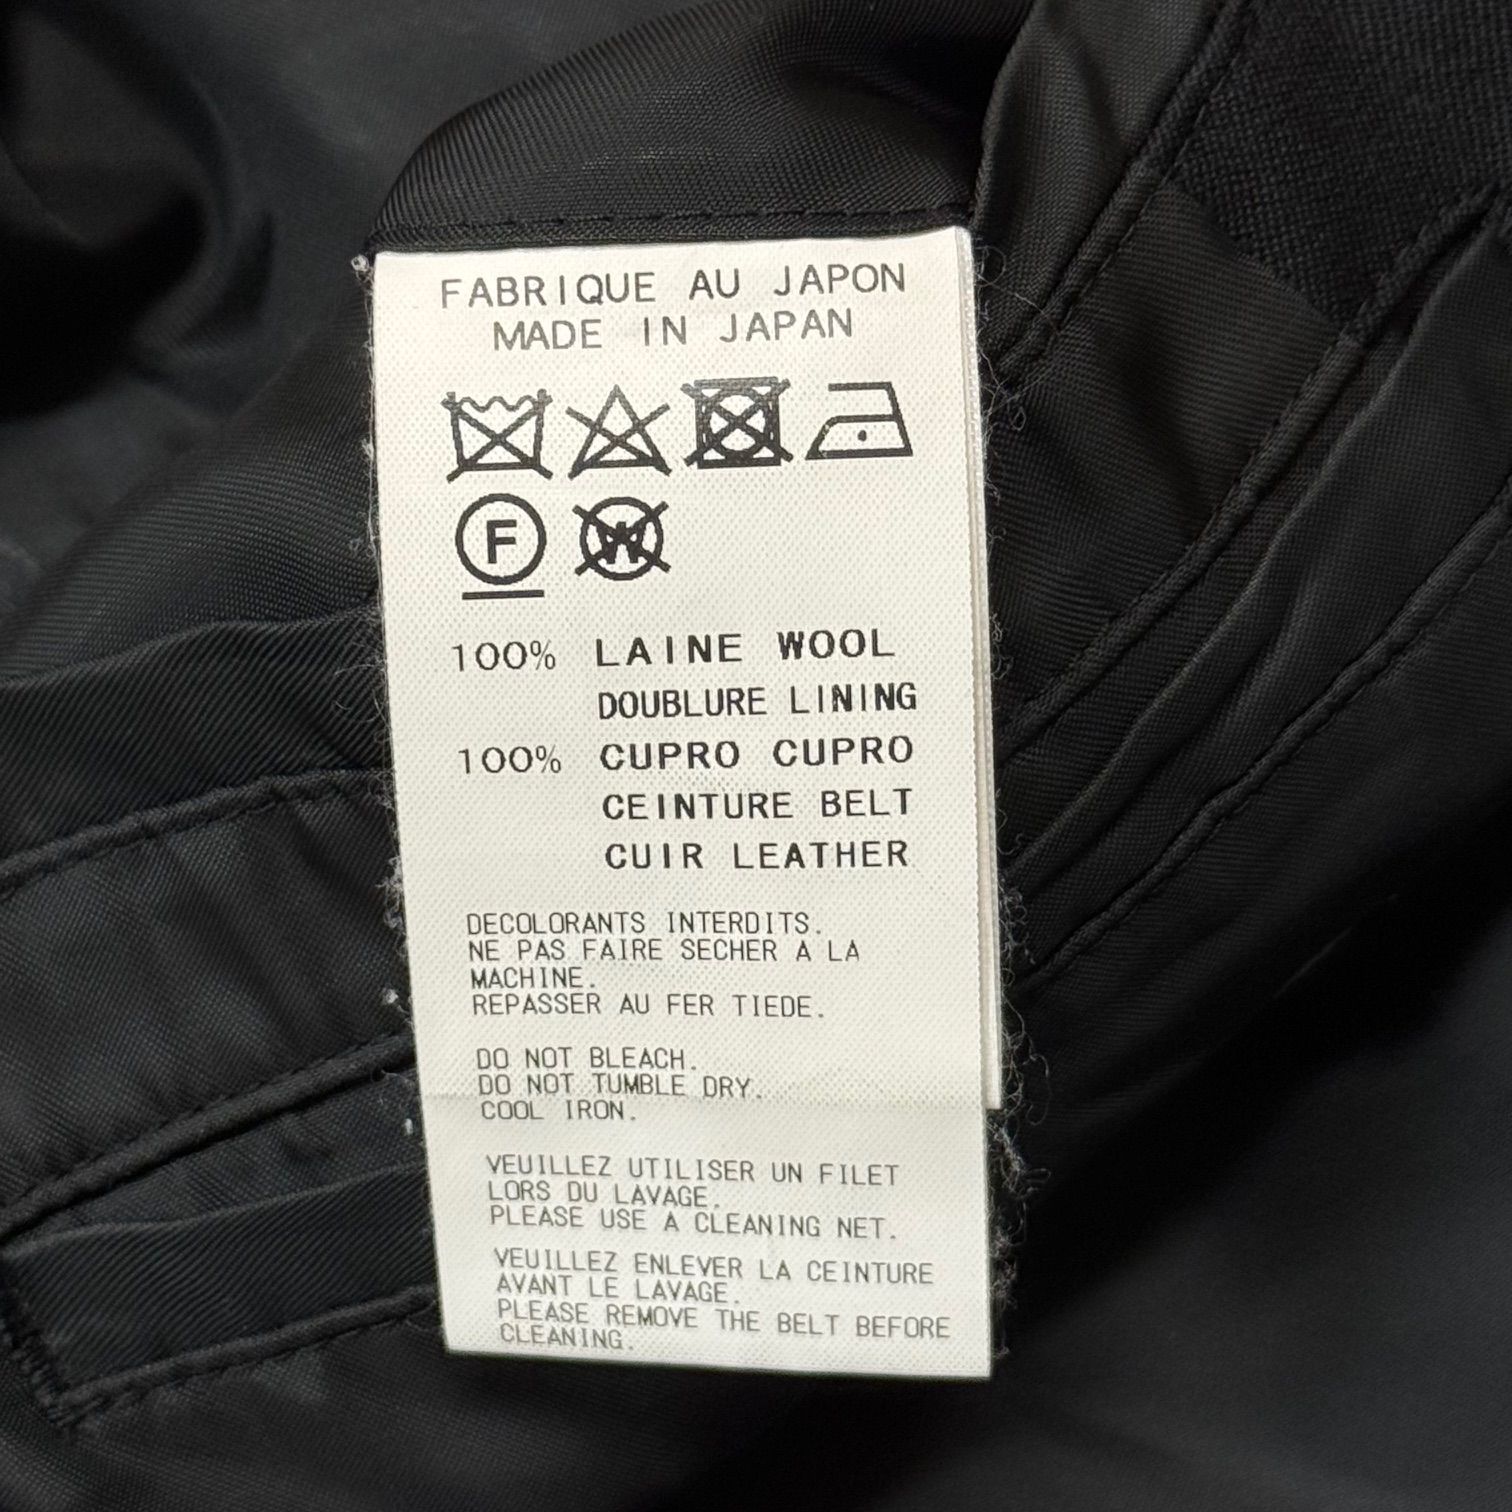 FABRIQUE AU JAPON
MADE IN JAPAN
F
W
100% LAINE WOOL
DOUBLURE LINING
100% CUPRO CUPRO
CEINTURE BELT
CUIR LEATHER
DECOLORANTS INTERDITS.
NE PAS FAIRE SECHER A LA
MACHINE.
REPASSER AU FER TIEDE.
DO NOT BLEACH.
DO NOT TUMBLE DRY.
COOL IRON.
VEUILLEZ UTILISER UN FILET
LORS DU LAVAGE.
PLEASE USE A CLEANING NET.
VEUILLEZ ENLEVER LA CEINTURE
AVANT LE LAVAGE.
PLEASE REMOVE THE BELT BEFORE
CLEANING.